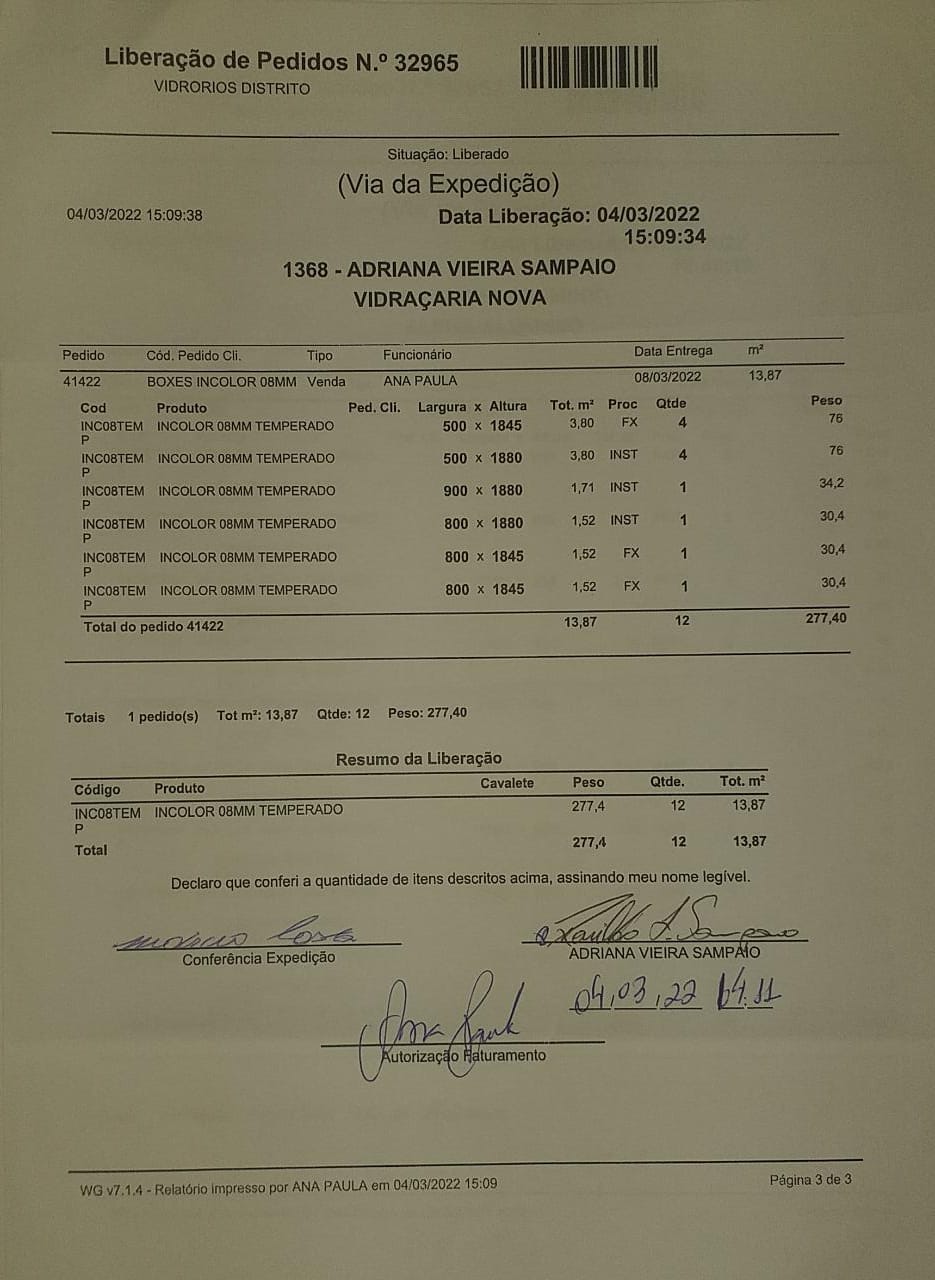 Liberação de Pedidos N.º 32965
VIDRORIOS DISTRITO
Situação: Liberado
(Via da Expedição)
04/03/2022 15:09:38
Data Liberação: 04/03/2022
15:09:34
1368 - ADRIANA VIEIRA SAMPAIO
VIDRAÇARIA NOVA
Pedido Cód. Pedido Cli. Tipo Funcionário Data Entrega m²
41422 BOXES INCOLOR 08MM Venda ANA PAULA 08/03/2022 13,87
Cod Produto Ped. Cli. Largura x Altura Tot. m² Proc Qtde Peso
INC08TEM INCOLOR 08MM TEMPERADO 500 x 1845 3,80 FX 4 76
P
INC08TEM INCOLOR 08MM TEMPERADO 500 x 1880 3,80 INST 4 76
P
INC08TEM INCOLOR 08MM TEMPERADO 900 x 1880 1,71 INST 1 34,2
P
INC08TEM INCOLOR 08MM TEMPERADO 800 x 1880 1,52 INST 1 30,4
P
INC08TEM INCOLOR 08MM TEMPERADO 800 x 1845 1,52 FX 1 30,4
P
INC08TEM INCOLOR 08MM TEMPERADO 800 x 1845 1,52 FX 1 30,4
P
Total do pedido 41422 13,87 12 277,40
Totais 1 pedido(s) Tot m²: 13,87 Qtde: 12 Peso: 277,40
Resumo da Liberação
Código Produto Cavalete Peso Qtde. Tot. m²
INC08TEM INCOLOR 08MM TEMPERADO 277,4 12 13,87
P
Total 277,4 12 13,87
Declaro que conferi a quantidade de itens descritos acima, assinando meu nome legível.
Costa Sampaio
Conferência Expedição ADRIANA VIEIRA SAMPAIO
04,03,22
Ana Paula
Autorização Faturamento
WG v7.1.4 - Relatório impresso por ANA PAULA em 04/03/2022 15:09 Página 3 de 3